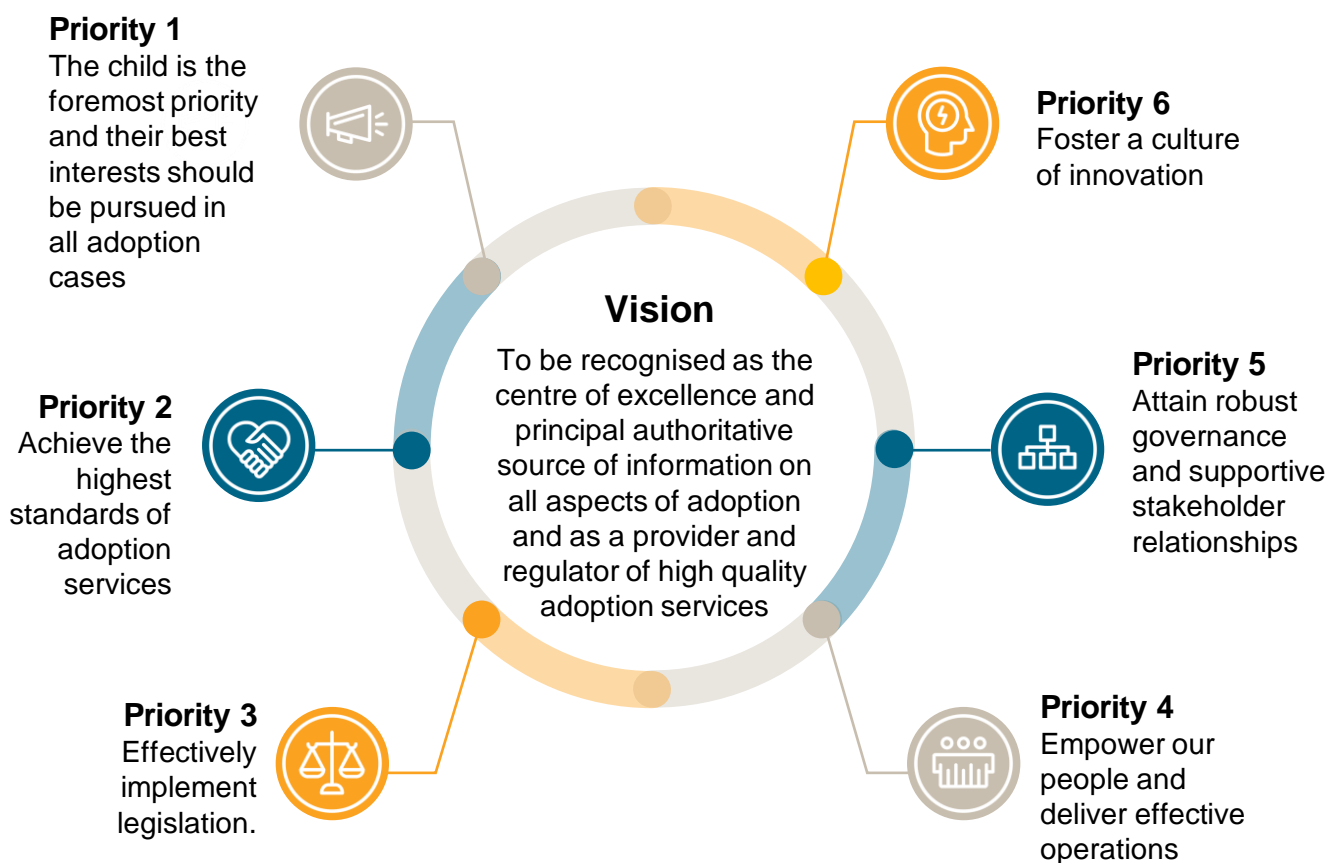 Priority 1
The child is the
foremost priority
and their best
interests should
be pursued in
all adoption
cases
Priority 2
Achieve the
highest
standards of
adoption
services
Priority 3
Effectively
implement
legislation.
Vision
To be recognised as the
centre of excellence and
principal authoritative
source of information on
all aspects of adoption
and as a provider and
regulator of high quality
adoption services
Priority 6
Foster a culture
of innovation
Priority 5
Attain robust
governance
and supportive
stakeholder
relationships
Priority 4
Empower our
people and
deliver effective
operations